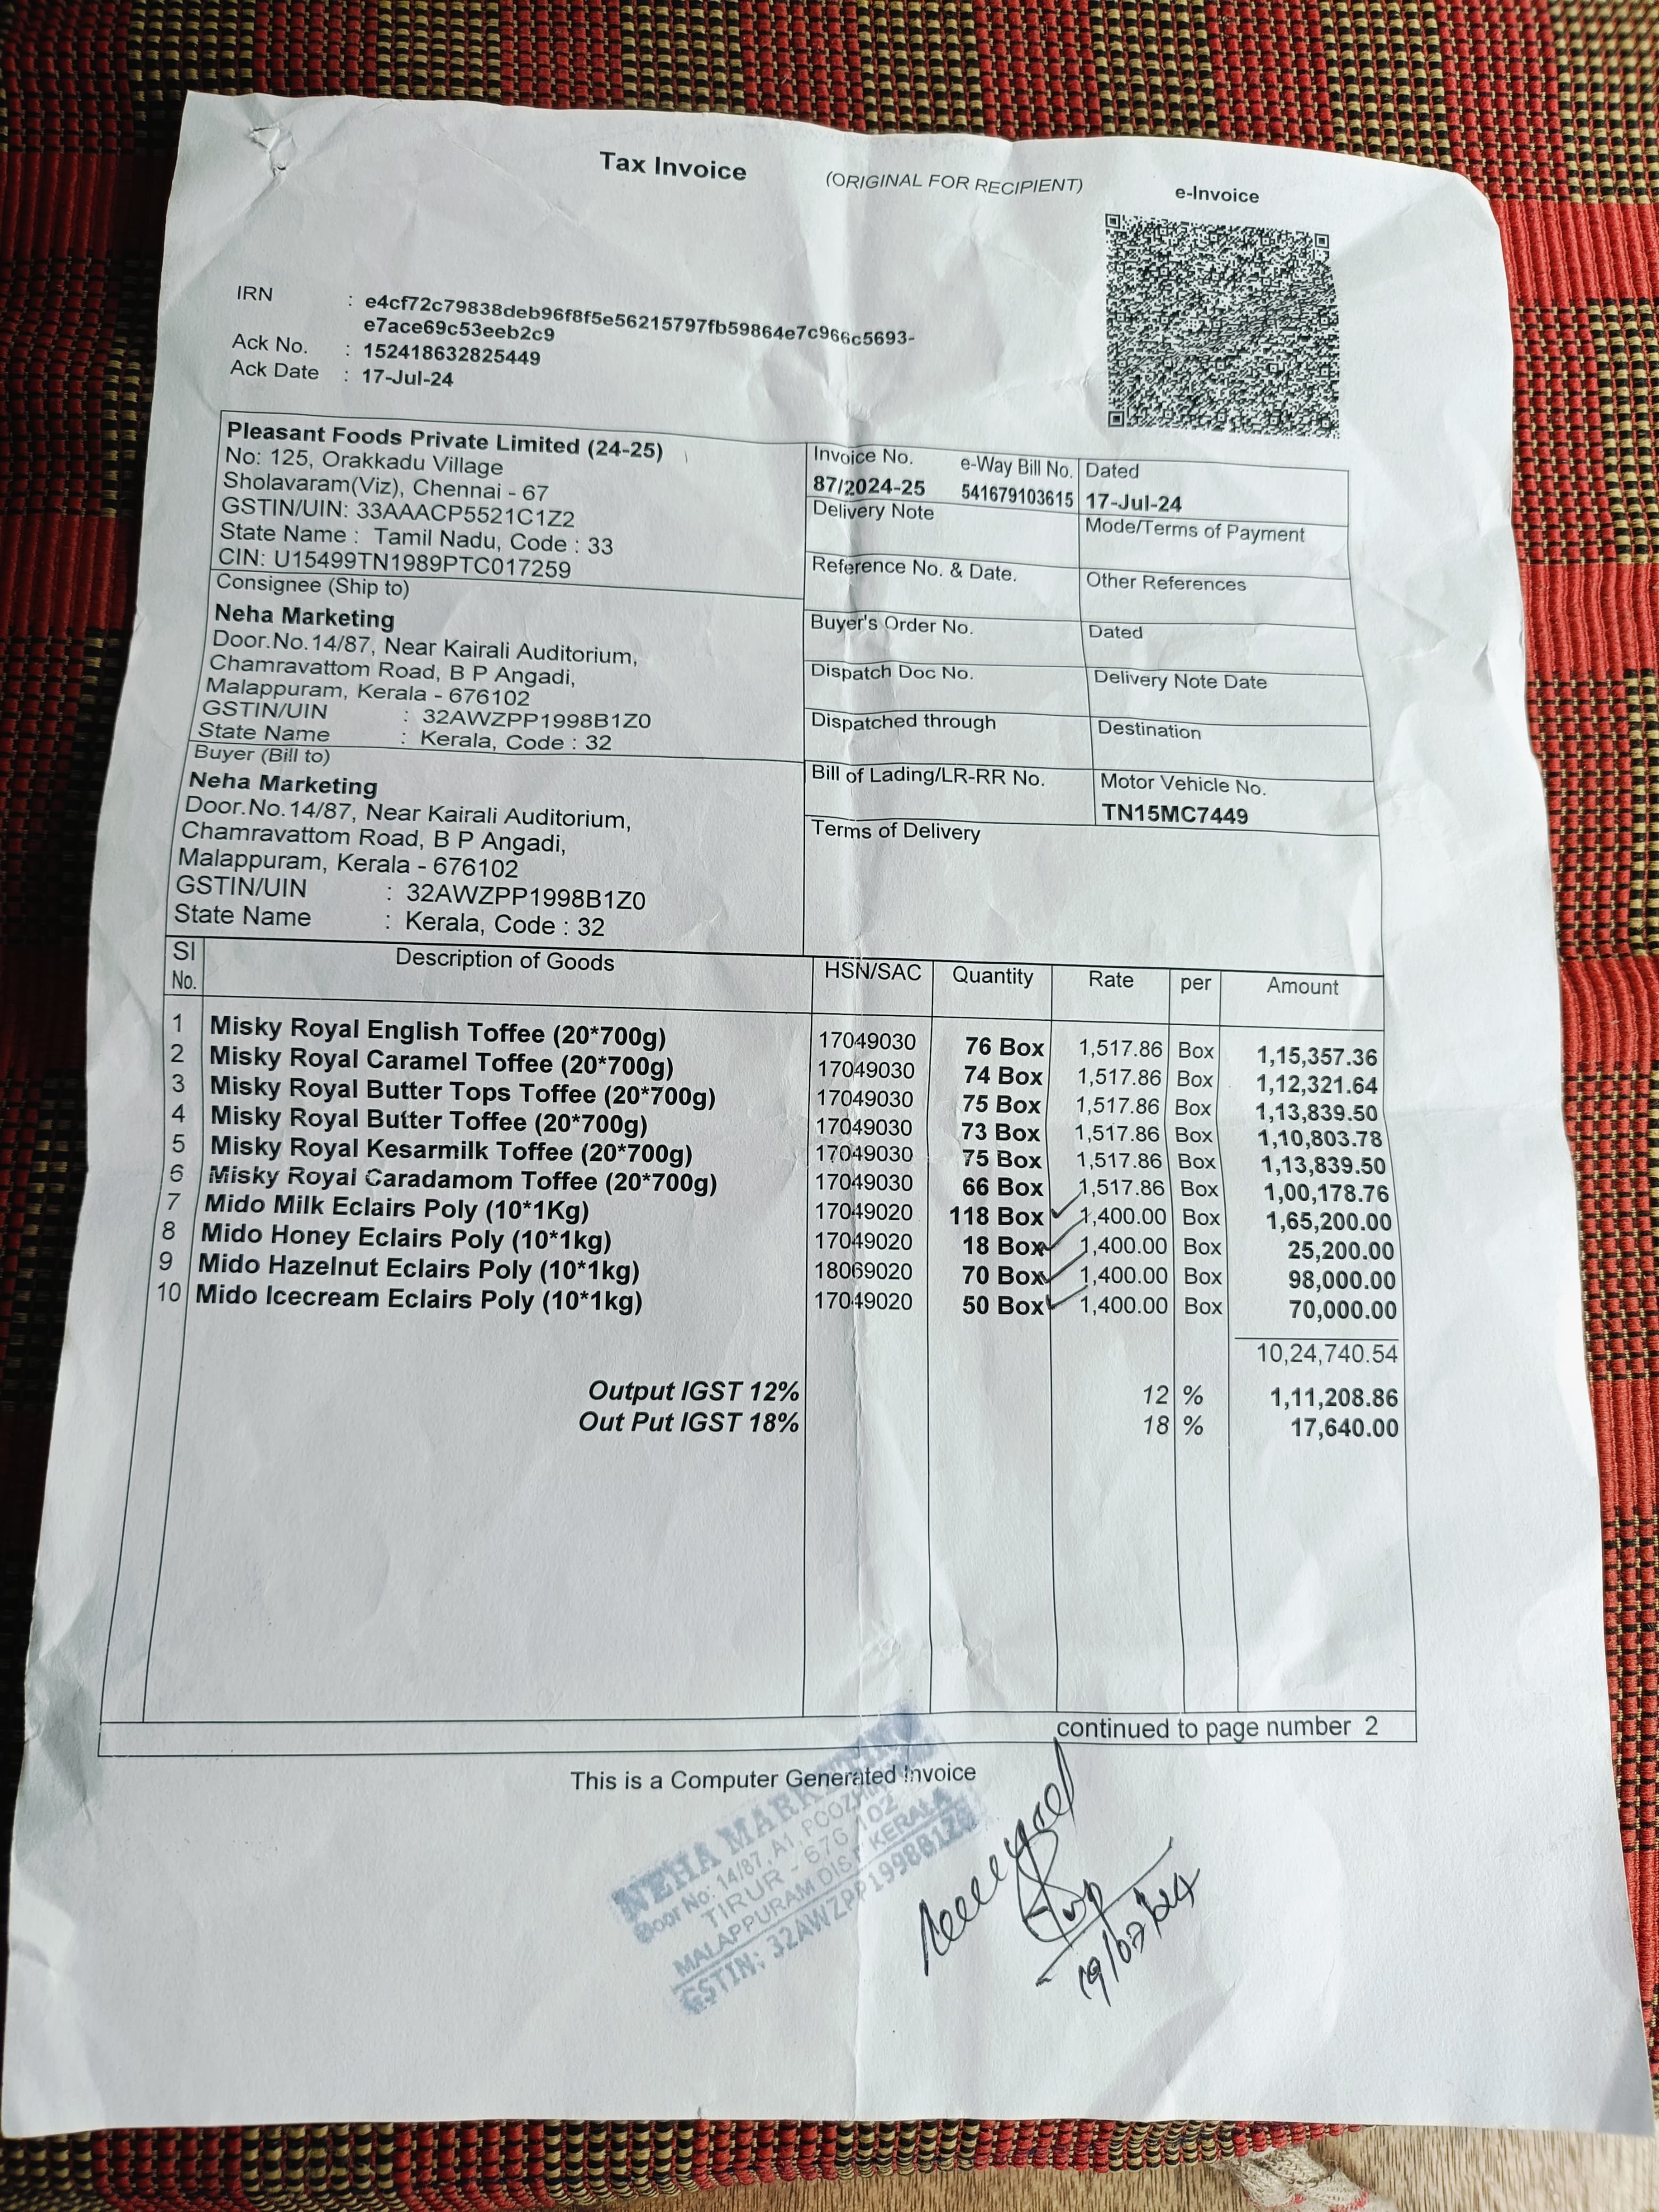 Tax Invoice (ORIGINAL FOR RECIPIENT) e-Invoice
IRN : e4cf72c79838deb96f8f5e56215797fb59864e7c966c5693-
e7ace69c53eeb2c9
Ack No. : 152418632825449
Ack Date : 17-Jul-24
Pleasant Foods Private Limited (24-25)
No: 125, Orakkadu Village
Sholavaram(Viz), Chennai - 67
GSTIN/UIN: 33AAACP5521C1Z2
State Name : Tamil Nadu, Code : 33
CIN: U15499TN1989PTC017259
Consignee (Ship to)
Neha Marketing
Door.No.14/87, Near Kairali Auditorium,
Chamravattom Road, B P Angadi,
Malappuram, Kerala - 676102
GSTIN/UIN : 32AWZPP1998B1Z0
State Name : Kerala, Code : 32
Buyer (Bill to)
Neha Marketing
Door.No.14/87, Near Kairali Auditorium,
Chamravattom Road, B P Angadi,
Malappuram, Kerala - 676102
GSTIN/UIN : 32AWZPP1998B1Z0
State Name : Kerala, Code : 32
Invoice No. e-Way Bill No. Dated
87/2024-25 541679103615 17-Jul-24
Delivery Note Mode/Terms of Payment
Reference No. & Date. Other References
Buyer's Order No. Dated
Dispatch Doc No. Delivery Note Date
Dispatched through Destination
Bill of Lading/LR-RR No. Motor Vehicle No.
TN15MC7449
Terms of Delivery
Sl No. Description of Goods HSN/SAC Quantity Rate per Amount
1 Misky Royal English Toffee (20*700g) 17049030 76 Box 1,517.86 Box 1,15,357.36
2 Misky Royal Caramel Toffee (20*700g) 17049030 74 Box 1,517.86 Box 1,12,321.64
3 Misky Royal Butter Tops Toffee (20*700g) 17049030 75 Box 1,517.86 Box 1,13,839.50
4 Misky Royal Butter Toffee (20*700g) 17049030 73 Box 1,517.86 Box 1,10,803.78
5 Misky Royal Kesarmilk Toffee (20*700g) 17049030 75 Box 1,517.86 Box 1,13,839.50
6 Misky Royal Caradamom Toffee (20*700g) 17049030 66 Box 1,517.86 Box 1,00,178.76
7 Mido Milk Eclairs Poly (10*1Kg) 17049020 118 Box 1,400.00 Box 1,65,200.00
8 Mido Honey Eclairs Poly (10*1kg) 17049020 18 Box 1,400.00 Box 25,200.00
9 Mido Hazelnut Eclairs Poly (10*1kg) 18069020 70 Box 1,400.00 Box 98,000.00
10 Mido Icecream Eclairs Poly (10*1kg) 17049020 50 Box 1,400.00 Box 70,000.00
10,24,740.54
Output IGST 12% 12 % 1,11,208.86
Out Put IGST 18% 18 % 17,640.00
continued to page number 2
This is a Computer Generated Invoice
NEHA MARKETING
Door No: 14/87, A1,
TIRUR - 676 102
MALAPPURAM DIST, KERALA
GSTIN: 32AWZPP1998B1Z0
19/07/24